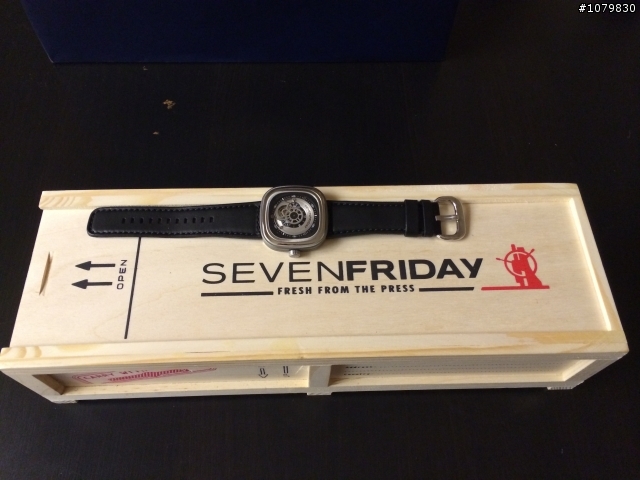 #1079830
OPEN
SEVENFRIDAY
FRESH FROM THE PRESS